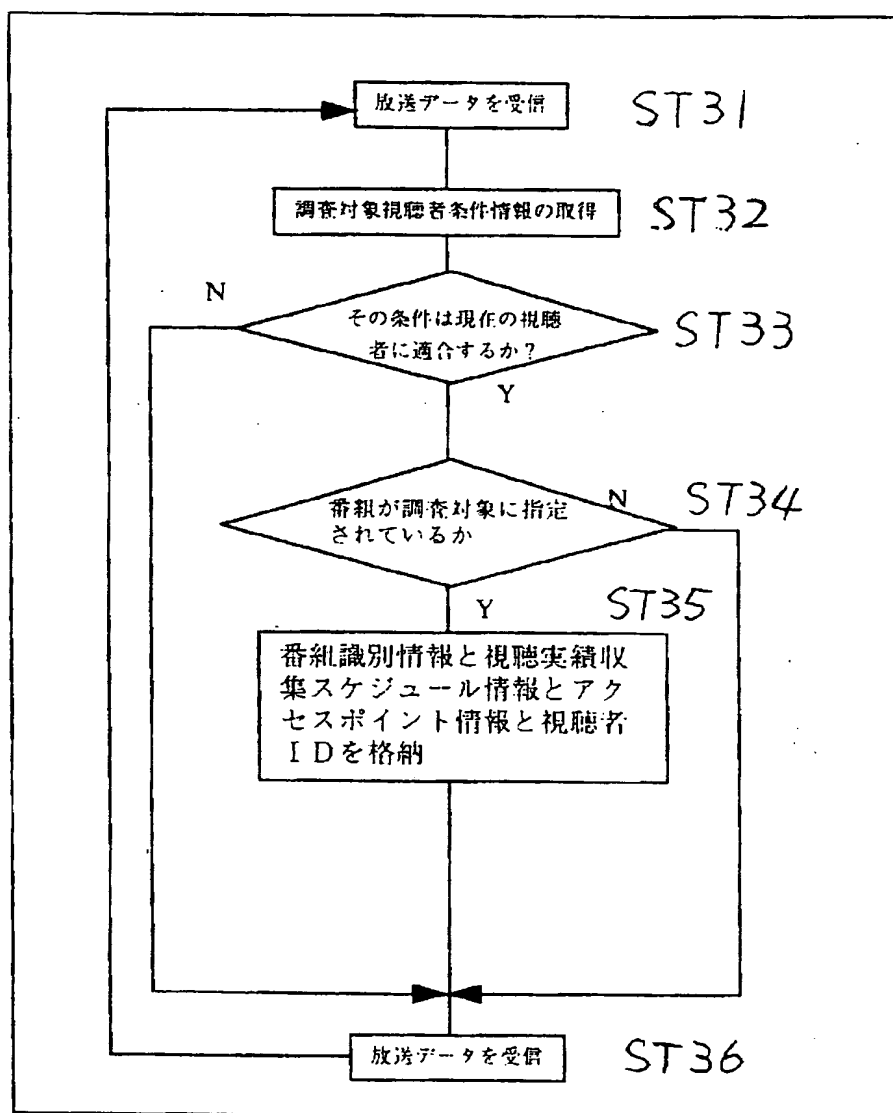 放送データを受信
ST31
調査対象視聴者条件情報の取得
ST32
N
その条件は現在の視聴
者に適合するか？
ST33
Y
番組が調査対象に指定
されているか
N
ST34
Y
ST35
番組識別情報と視聴実績収
集スケジュール情報とアク
セスポイント情報と視聴者
ＩＤを格納
放送データを受信
ST36